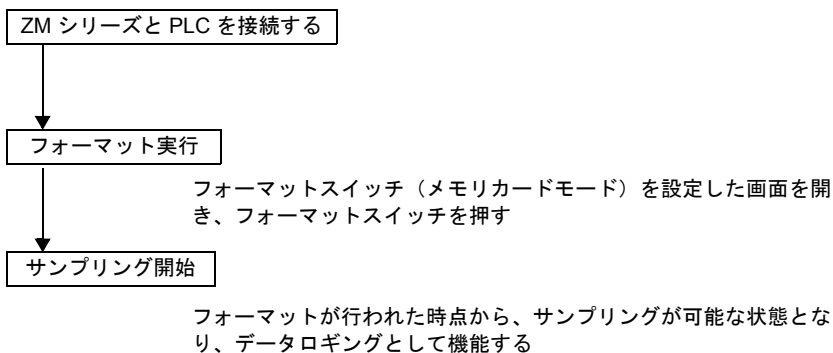 ZM シリーズと PLC を接続する
フォーマット実行
フォーマットスイッチ（メモリカードモード）を設定した画面を開
き、フォーマットスイッチを押す
サンプリング開始
フォーマットが行われた時点から、サンプリングが可能な状態とな
り、データロギングとして機能する